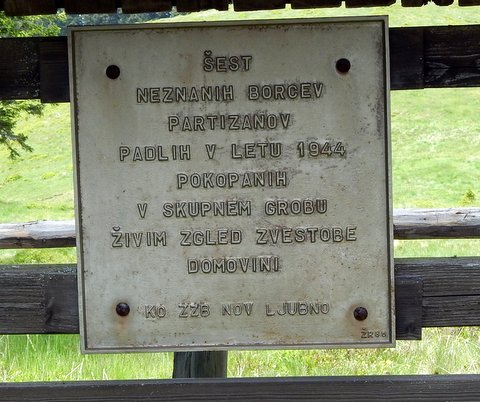 ŠEST
NEZNANIH BORCEV
PARTIZANOV
PADLIH V LETU 1944
POKOPANIH
V SKUPNEM GROBU
ŽIVIM ZGLED ZVESTOBE
DOMOVINI
KO ZZB NOV LJUBNO